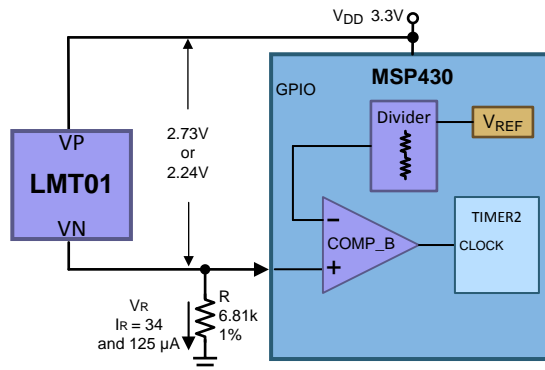 VDD 3.3V
MSP430
GPIO
Divider
VREF
2.73V
or
2.24V
VP
LMT01
VN
COMP_B
TIMER2
CLOCK
−
+
VR
IR = 34
and 125 µA
R
6.81k
1%